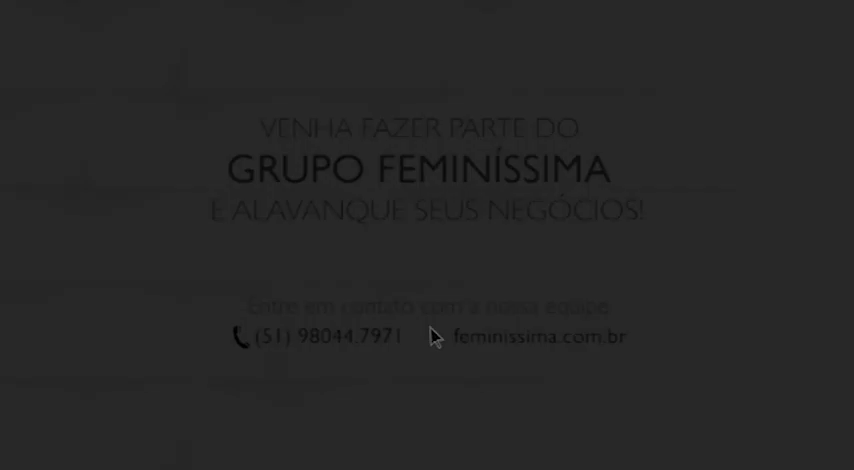 VENHA FAZER PARTE DO
GRUPO FEMINÍSSIMA
E ALAVANQUE SEUS NEGÓCIOS!
Entre em contato com a nossa equipe
(51) 98044.7971 feminissima.com.br